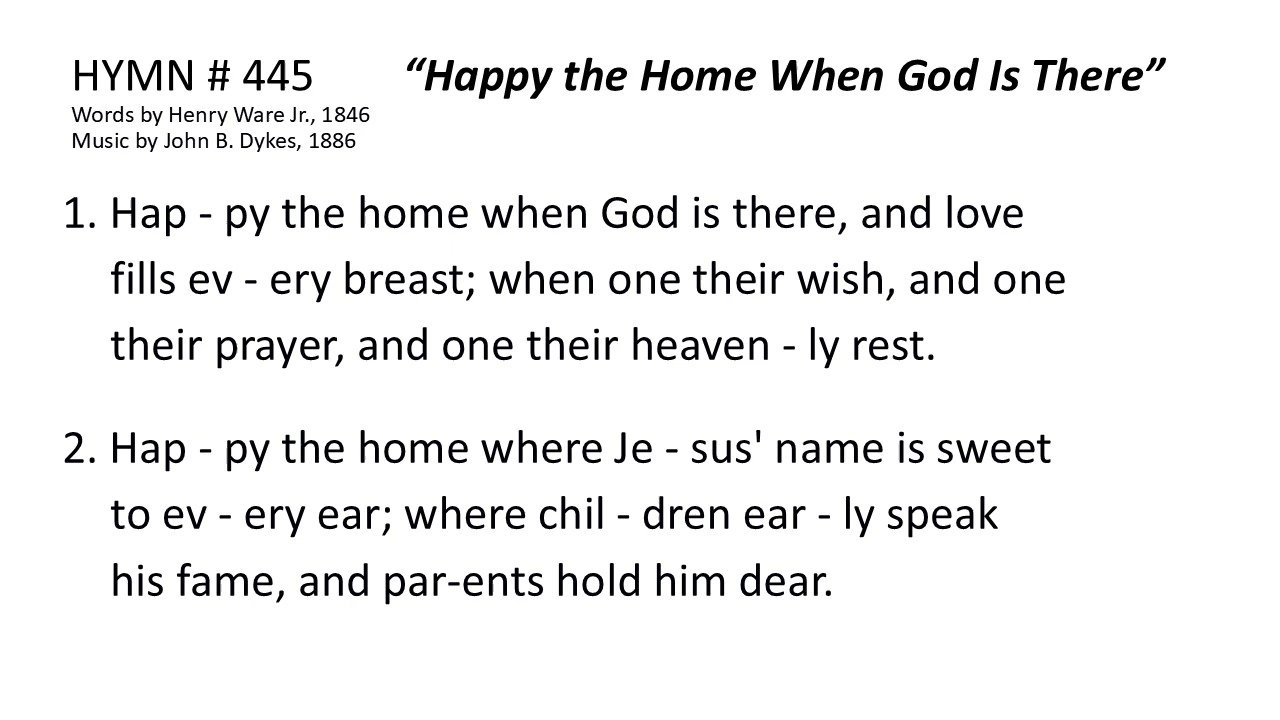 HYMN # 445 “Happy the Home When God Is There”
Words by Henry Ware Jr., 1846
Music by John B. Dykes, 1886
1. Hap - py the home when God is there, and love
fills ev - ery breast; when one their wish, and one
their prayer, and one their heaven - ly rest.
2. Hap - py the home where Je - sus' name is sweet
to ev - ery ear; where chil - dren ear - ly speak
his fame, and par-ents hold him dear.